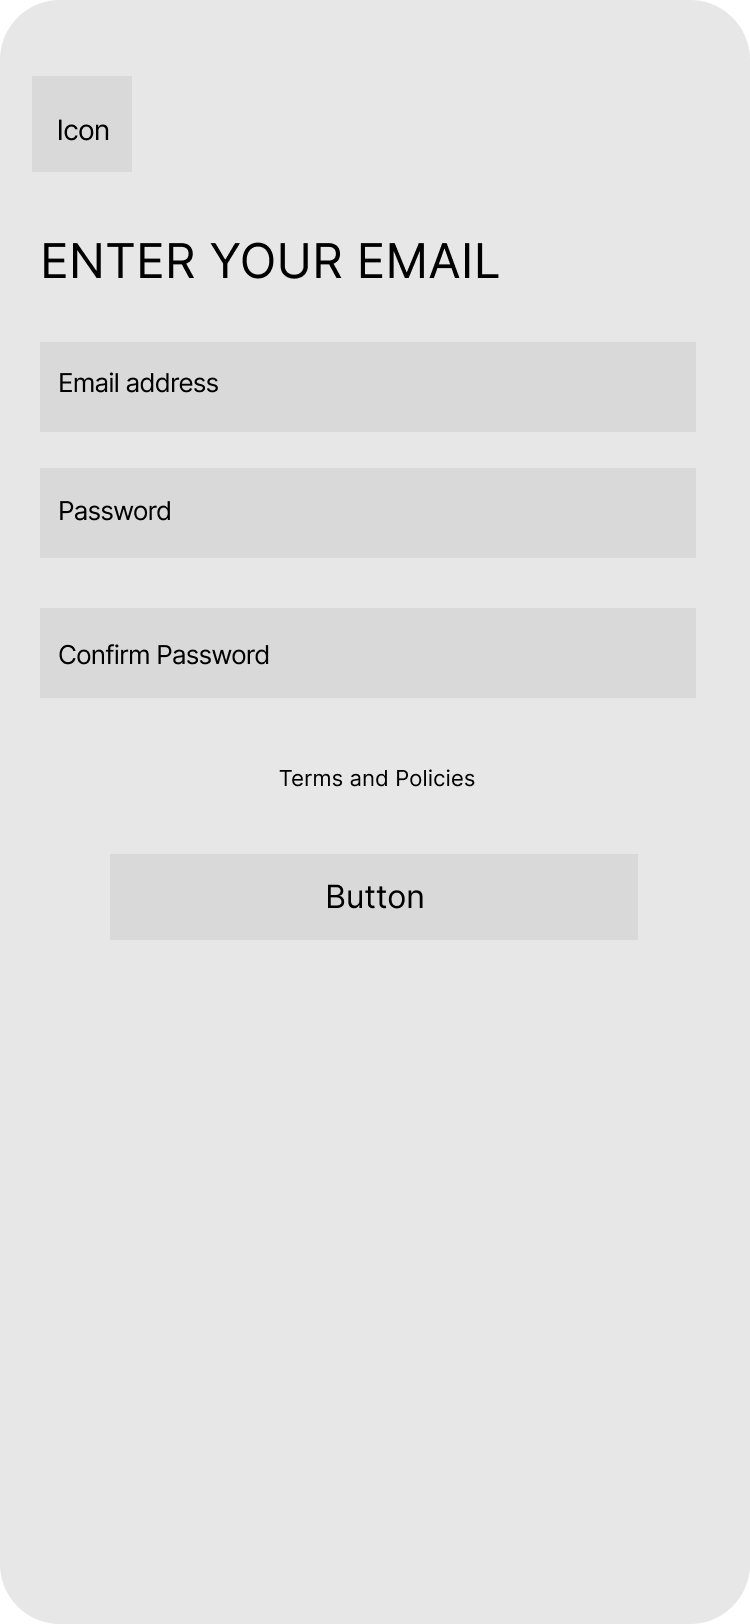 Icon
ENTER YOUR EMAIL
Email address
Password
Confirm Password
Terms and Policies
Button